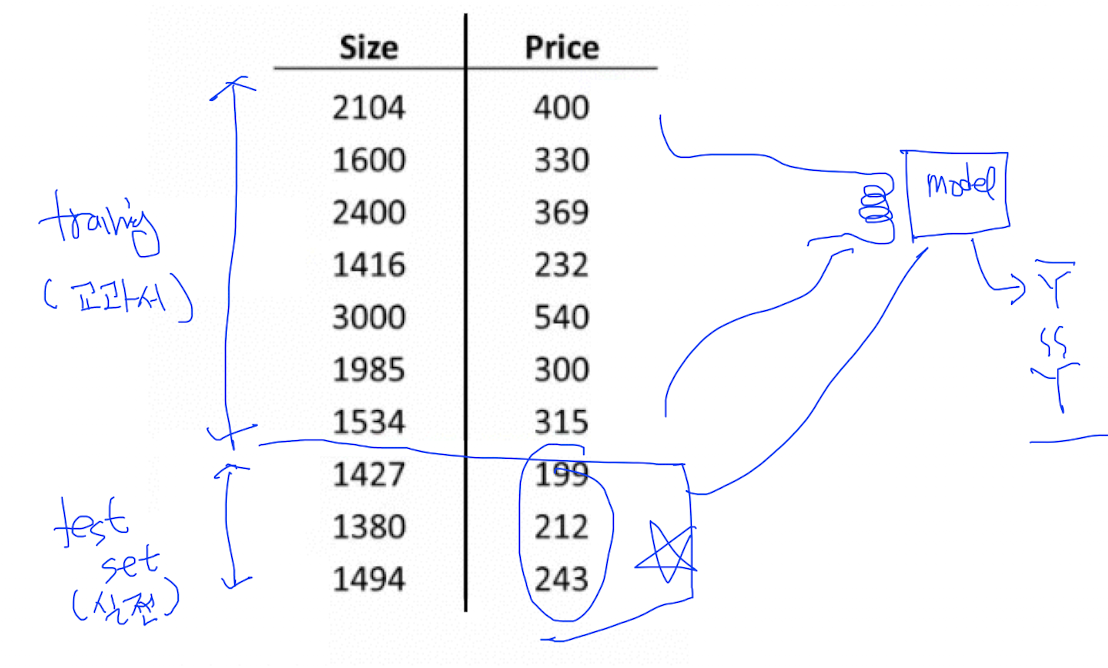 Size Price
2104 400
1600 330
2400 369
1416 232
3000 540
1985 300
1534 315
1427 199
1380 212
1494 243
training
(교과서)
test
set
(실전)
model
Y
Y